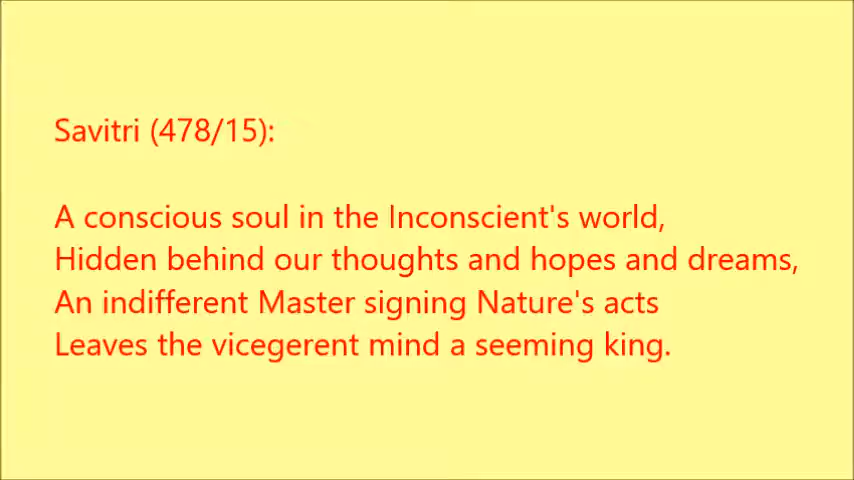 Savitri (478/15):
A conscious soul in the Inconscient's world,
Hidden behind our thoughts and hopes and dreams,
An indifferent Master signing Nature's acts
Leaves the vicegerent mind a seeming king.